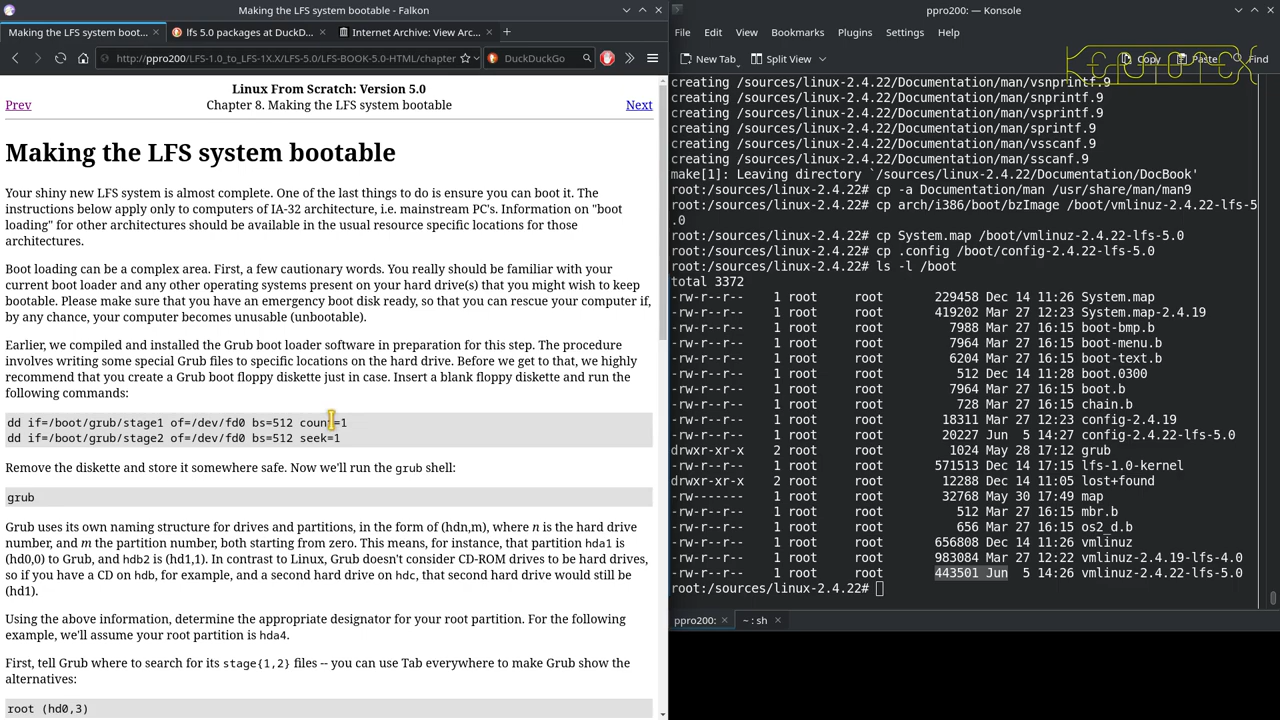 Making the LFS system bootable - Falkon
Making the LFS system bootabl...
lfs 5.0 packages at DuckD...
Internet Archive: View Arc...
http://ppro200/LFS-1.0_to_LFS-1X.X/LFS-5.0/LFS-BOOK-5.0-HTML/chapter
DuckDuckGo
Linux From Scratch: Version 5.0
Prev
Chapter 8. Making the LFS system bootable
Next
Making the LFS system bootable
Your shiny new LFS system is almost complete. One of the last things to do is ensure you can boot it. The
instructions below apply only to computers of IA-32 architecture, i.e. mainstream PC's. Information on "boot
loading" for other architectures should be available in the usual resource specific locations for those
architectures.
Boot loading can be a complex area. First, a few cautionary words. You really should be familiar with your
current boot loader and any other operating systems present on your hard drive(s) that you might wish to keep
bootable. Please make sure that you have an emergency boot disk ready, so that you can rescue your computer if,
by any chance, your computer becomes unusable (unbootable).
Earlier, we compiled and installed the Grub boot loader software in preparation for this step. The procedure
involves writing some special Grub files to specific locations on the hard drive. Before we get to that, we highly
recommend that you create a Grub boot floppy diskette just in case. Insert a blank floppy diskette and run the
following commands:
dd if=/boot/grub/stage1 of=/dev/fd0 bs=512 count=1
dd if=/boot/grub/stage2 of=/dev/fd0 bs=512 seek=1
Remove the diskette and store it somewhere safe. Now we'll run the grub shell:
grub
Grub uses its own naming structure for drives and partitions, in the form of (hdn,m), where n is the hard drive
number, and m the partition number, both starting from zero. This means, for instance, that partition hda1 is
(hd0,0) to Grub, and hdb2 is (hd1,1). In contrast to Linux, Grub doesn't consider CD-ROM drives to be hard drives,
so if you have a CD on hdb, for example, and a second hard drive on hdc, that second hard drive would still be
(hd1).
Using the above information, determine the appropriate designator for your root partition. For the following
example, we'll assume your root partition is hda4.
First, tell Grub where to search for its stage{1,2} files -- you can use Tab everywhere to make Grub show the
alternatives:
root (hd0,3)
ppro200: — Konsole
File Edit View Bookmarks Plugins Settings Help
New Tab Split View Copy Paste Find
creating /sources/linux-2.4.22/Documentation/man/vsnprintf.9
creating /sources/linux-2.4.22/Documentation/man/snprintf.9
creating /sources/linux-2.4.22/Documentation/man/vsprintf.9
creating /sources/linux-2.4.22/Documentation/man/sprintf.9
creating /sources/linux-2.4.22/Documentation/man/vsscanf.9
creating /sources/linux-2.4.22/Documentation/man/sscanf.9
make[1]: Leaving directory `/sources/linux-2.4.22/Documentation/DocBook'
root:/sources/linux-2.4.22# cp -a Documentation/man /usr/share/man/man9
root:/sources/linux-2.4.22# cp arch/i386/boot/bzImage /boot/vmlinuz-2.4.22-lfs-5
.0
root:/sources/linux-2.4.22# cp System.map /boot/vmlinuz-2.4.22-lfs-5.0
root:/sources/linux-2.4.22# cp .config /boot/config-2.4.22-lfs-5.0
root:/sources/linux-2.4.22# ls -l /boot
total 3372
-rw-r--r-- 1 root root 229458 Dec 14 11:26 System.map
-rw-r--r-- 1 root root 419202 Mar 27 12:23 System.map-2.4.19
-rw-r--r-- 1 root root 7988 Mar 27 16:15 boot-bmp.b
-rw-r--r-- 1 root root 7964 Mar 27 16:15 boot-menu.b
-rw-r--r-- 1 root root 6204 Mar 27 16:15 boot-text.b
-rw-r--r-- 1 root root 512 Dec 14 11:28 boot.0300
-rw-r--r-- 1 root root 7964 Mar 27 16:15 boot.b
-rw-r--r-- 1 root root 728 Mar 27 16:15 chain.b
-rw-r--r-- 1 root root 18311 Mar 27 12:23 config-2.4.19
-rw-r--r-- 1 root root 20227 Jun 5 14:27 config-2.4.22-lfs-5.0
drwxr-xr-x 2 root root 1024 May 28 17:12 grub
-rw-r--r-- 1 root root 571513 Dec 14 17:15 lfs-1.0-kernel
drwxr-xr-x 2 root root 12288 Dec 14 11:05 lost+found
-rw------- 1 root root 32768 May 30 17:49 map
-rw-r--r-- 1 root root 512 Mar 27 16:15 mbr.b
-rw-r--r-- 1 root root 656 Mar 27 16:15 os2_d.b
-rw-r--r-- 1 root root 656808 Dec 14 11:26 vmlinuz
-rw-r--r-- 1 root root 983084 Mar 27 12:22 vmlinuz-2.4.19-lfs-4.0
-rw-r--r-- 1 root root 443501 Jun 5 14:26 vmlinuz-2.4.22-lfs-5.0
root:/sources/linux-2.4.22#
ppro200:
~ : sh